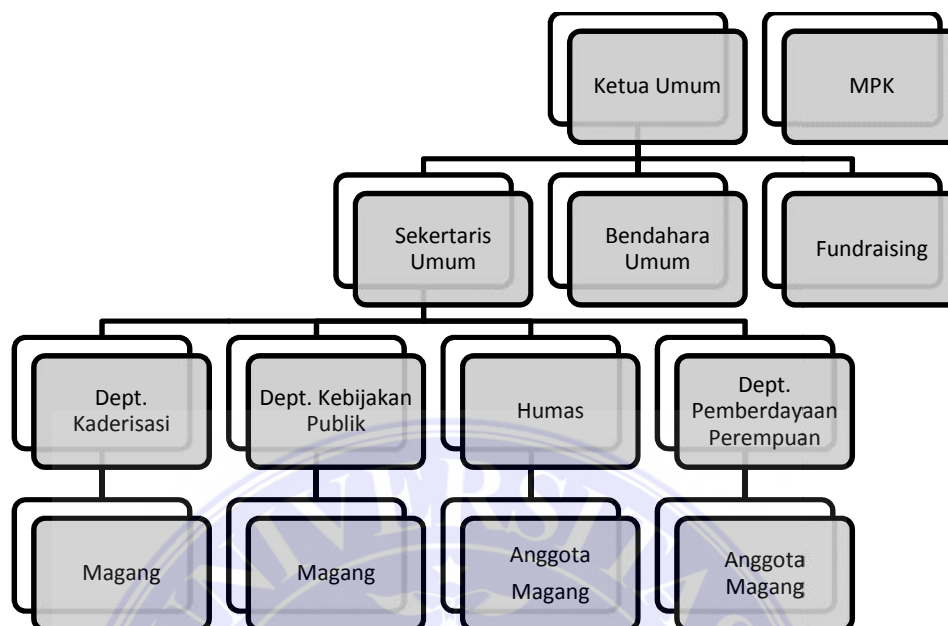 Ketua Umum
MPK
Sekertaris
Umum
Bendahara
Umum
Fundraising
Dept.
Kaderisasi
Dept. Kebijakan
Publik
Humas
Dept.
Pemberdayaan
Perempuan
Magang
Magang
Anggota
Magang
Anggota
Magang
UNIVERSITAS